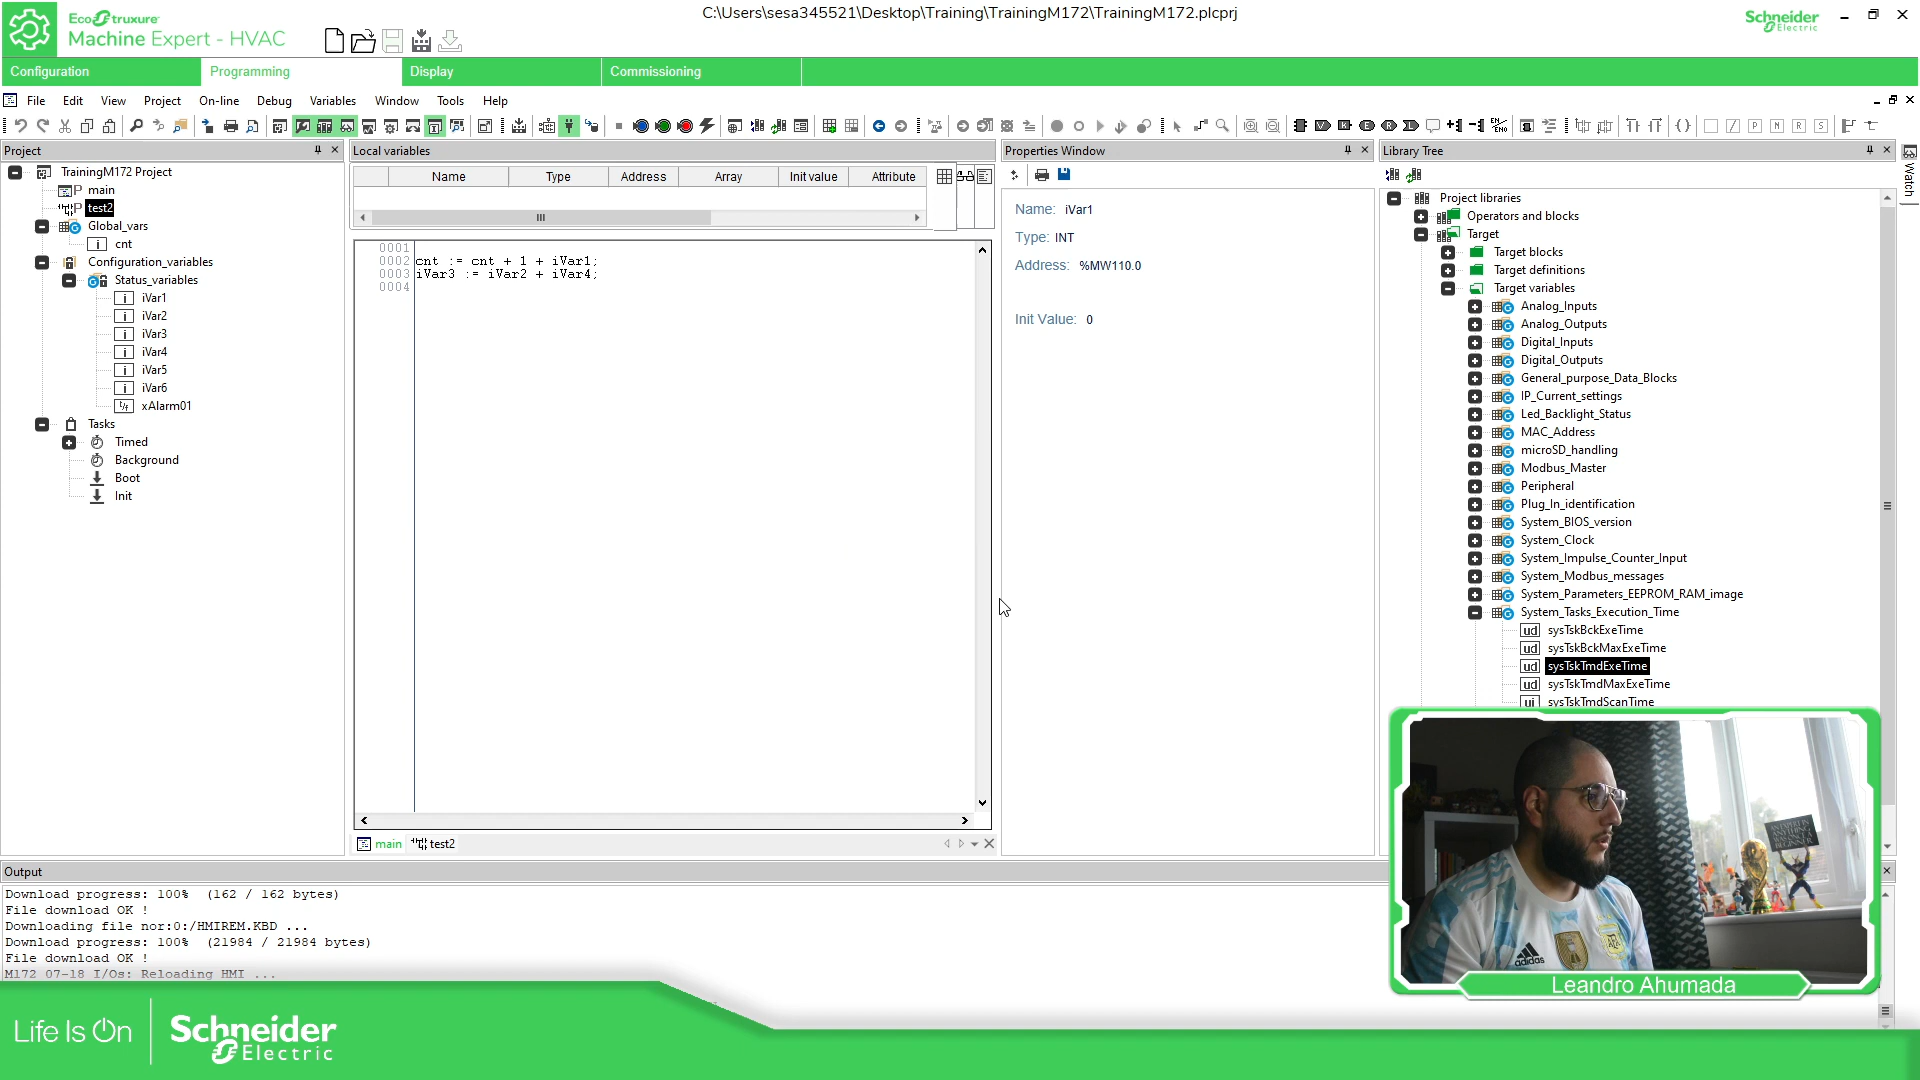 EcoStruxure
Machine Expert - HVAC
C:\Users\sesa345521\Desktop\Training\TrainingM172\TrainingM172.plcprj
Schneider
Electric
Configuration
Programming
Display
Commissioning
File Edit View Project On-line Debug Variables Window Tools Help
Project
TrainingM172 Project
main
test2
Global_vars
cnt
Configuration_variables
Status_variables
iVar1
iVar2
iVar3
iVar4
iVar5
iVar6
xAlarm01
Tasks
Timed
Background
Boot
Init
Local variables
Name Type Address Array Init value Attribute
0001
0002 cnt := cnt + 1 + iVar1;
0003 iVar3 := iVar2 + iVar4;
0004
main test2
Properties Window
Name: iVar1
Type: INT
Address: %MW110.0
Init Value: 0
Library Tree
Watch
Project libraries
Operators and blocks
Target
Target blocks
Target definitions
Target variables
Analog_Inputs
Analog_Outputs
Digital_Inputs
Digital_Outputs
General_purpose_Data_Blocks
IP_Current_settings
Led_Backlight_Status
MAC_Address
microSD_handling
Modbus_Master
Peripheral
Plug_In_identification
System_BIOS_version
System_Clock
System_Impulse_Counter_Input
System_Modbus_messages
System_Parameters_EEPROM_RAM_image
System_Tasks_Execution_Time
ud sysTskBckExeTime
ud sysTskBckMaxExeTime
ud sysTskTmdExeTime
ud sysTskTmdMaxExeTime
ui sysTskTmdScanTime
Output
Download progress: 100% (162 / 162 bytes)
File download OK !
Downloading file nor:0:/HMIREM.KBD ...
Download progress: 100% (21984 / 21984 bytes)
File download OK !
M172 07-18 I/Os: Reloading HMI ...
adidas
AFA
Leandro Ahumada
Life Is On
Schneider
Electric